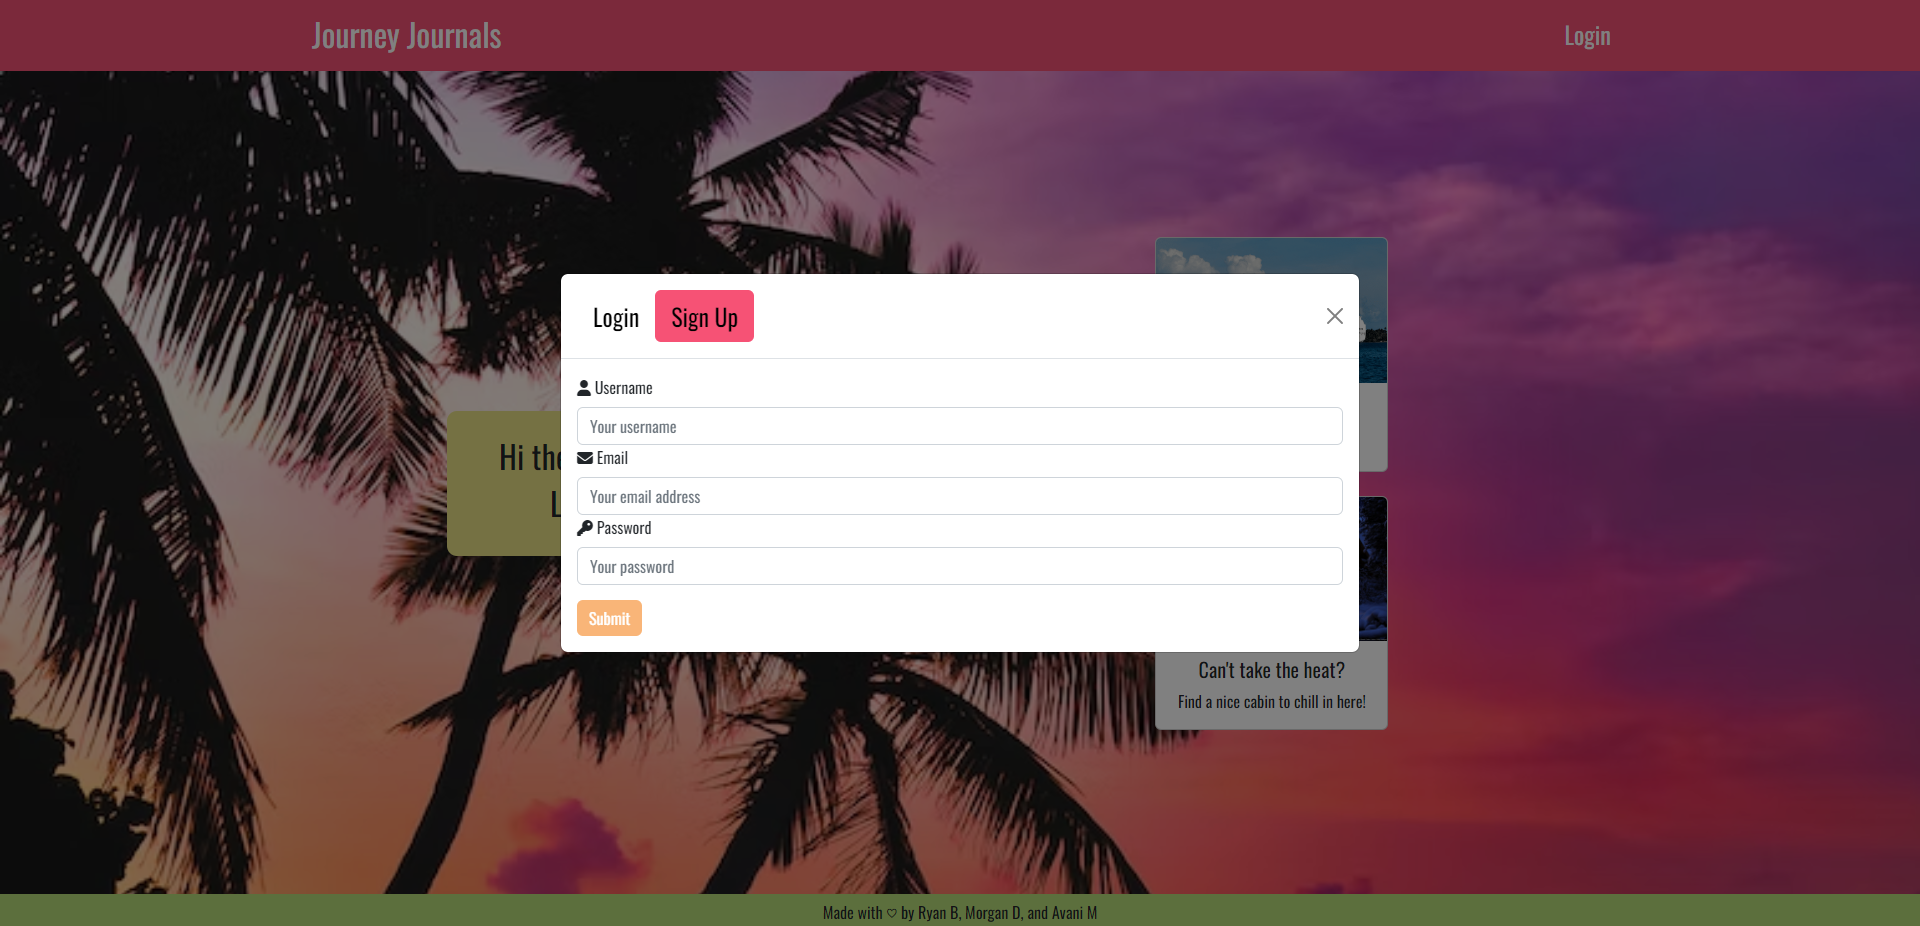 Journey Journals
Login
Login
Sign Up
Username
Your username
Email
Your email address
Password
Your password
Submit
Hi
L
Can't take the heat?
Find a nice cabin to chill in here!
Made with ♡ by Ryan B, Morgan D, and Avani M